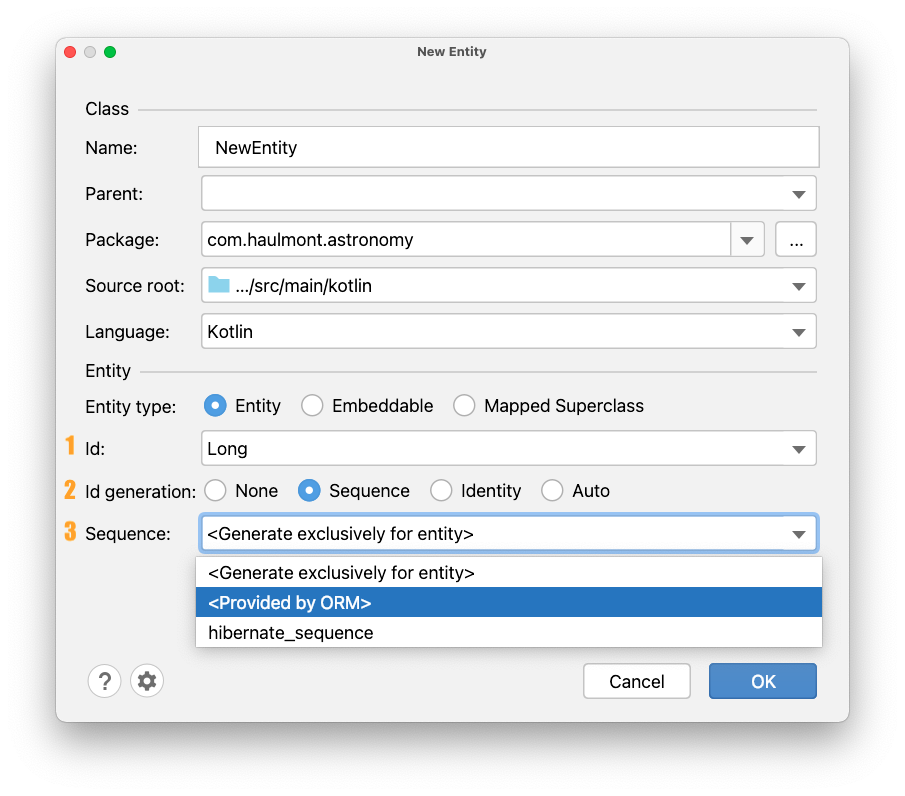 New Entity
Class
Name: NewEntity
Parent:
Package: com.haulmont.astronomy ...
Source root: .../src/main/kotlin
Language: Kotlin
Entity
Entity type: Entity Embeddable Mapped Superclass
1 Id: Long
2 Id generation: None Sequence Identity Auto
3 Sequence: <Generate exclusively for entity>
<Generate exclusively for entity>
<Provided by ORM>
hibernate_sequence
? Cancel OK